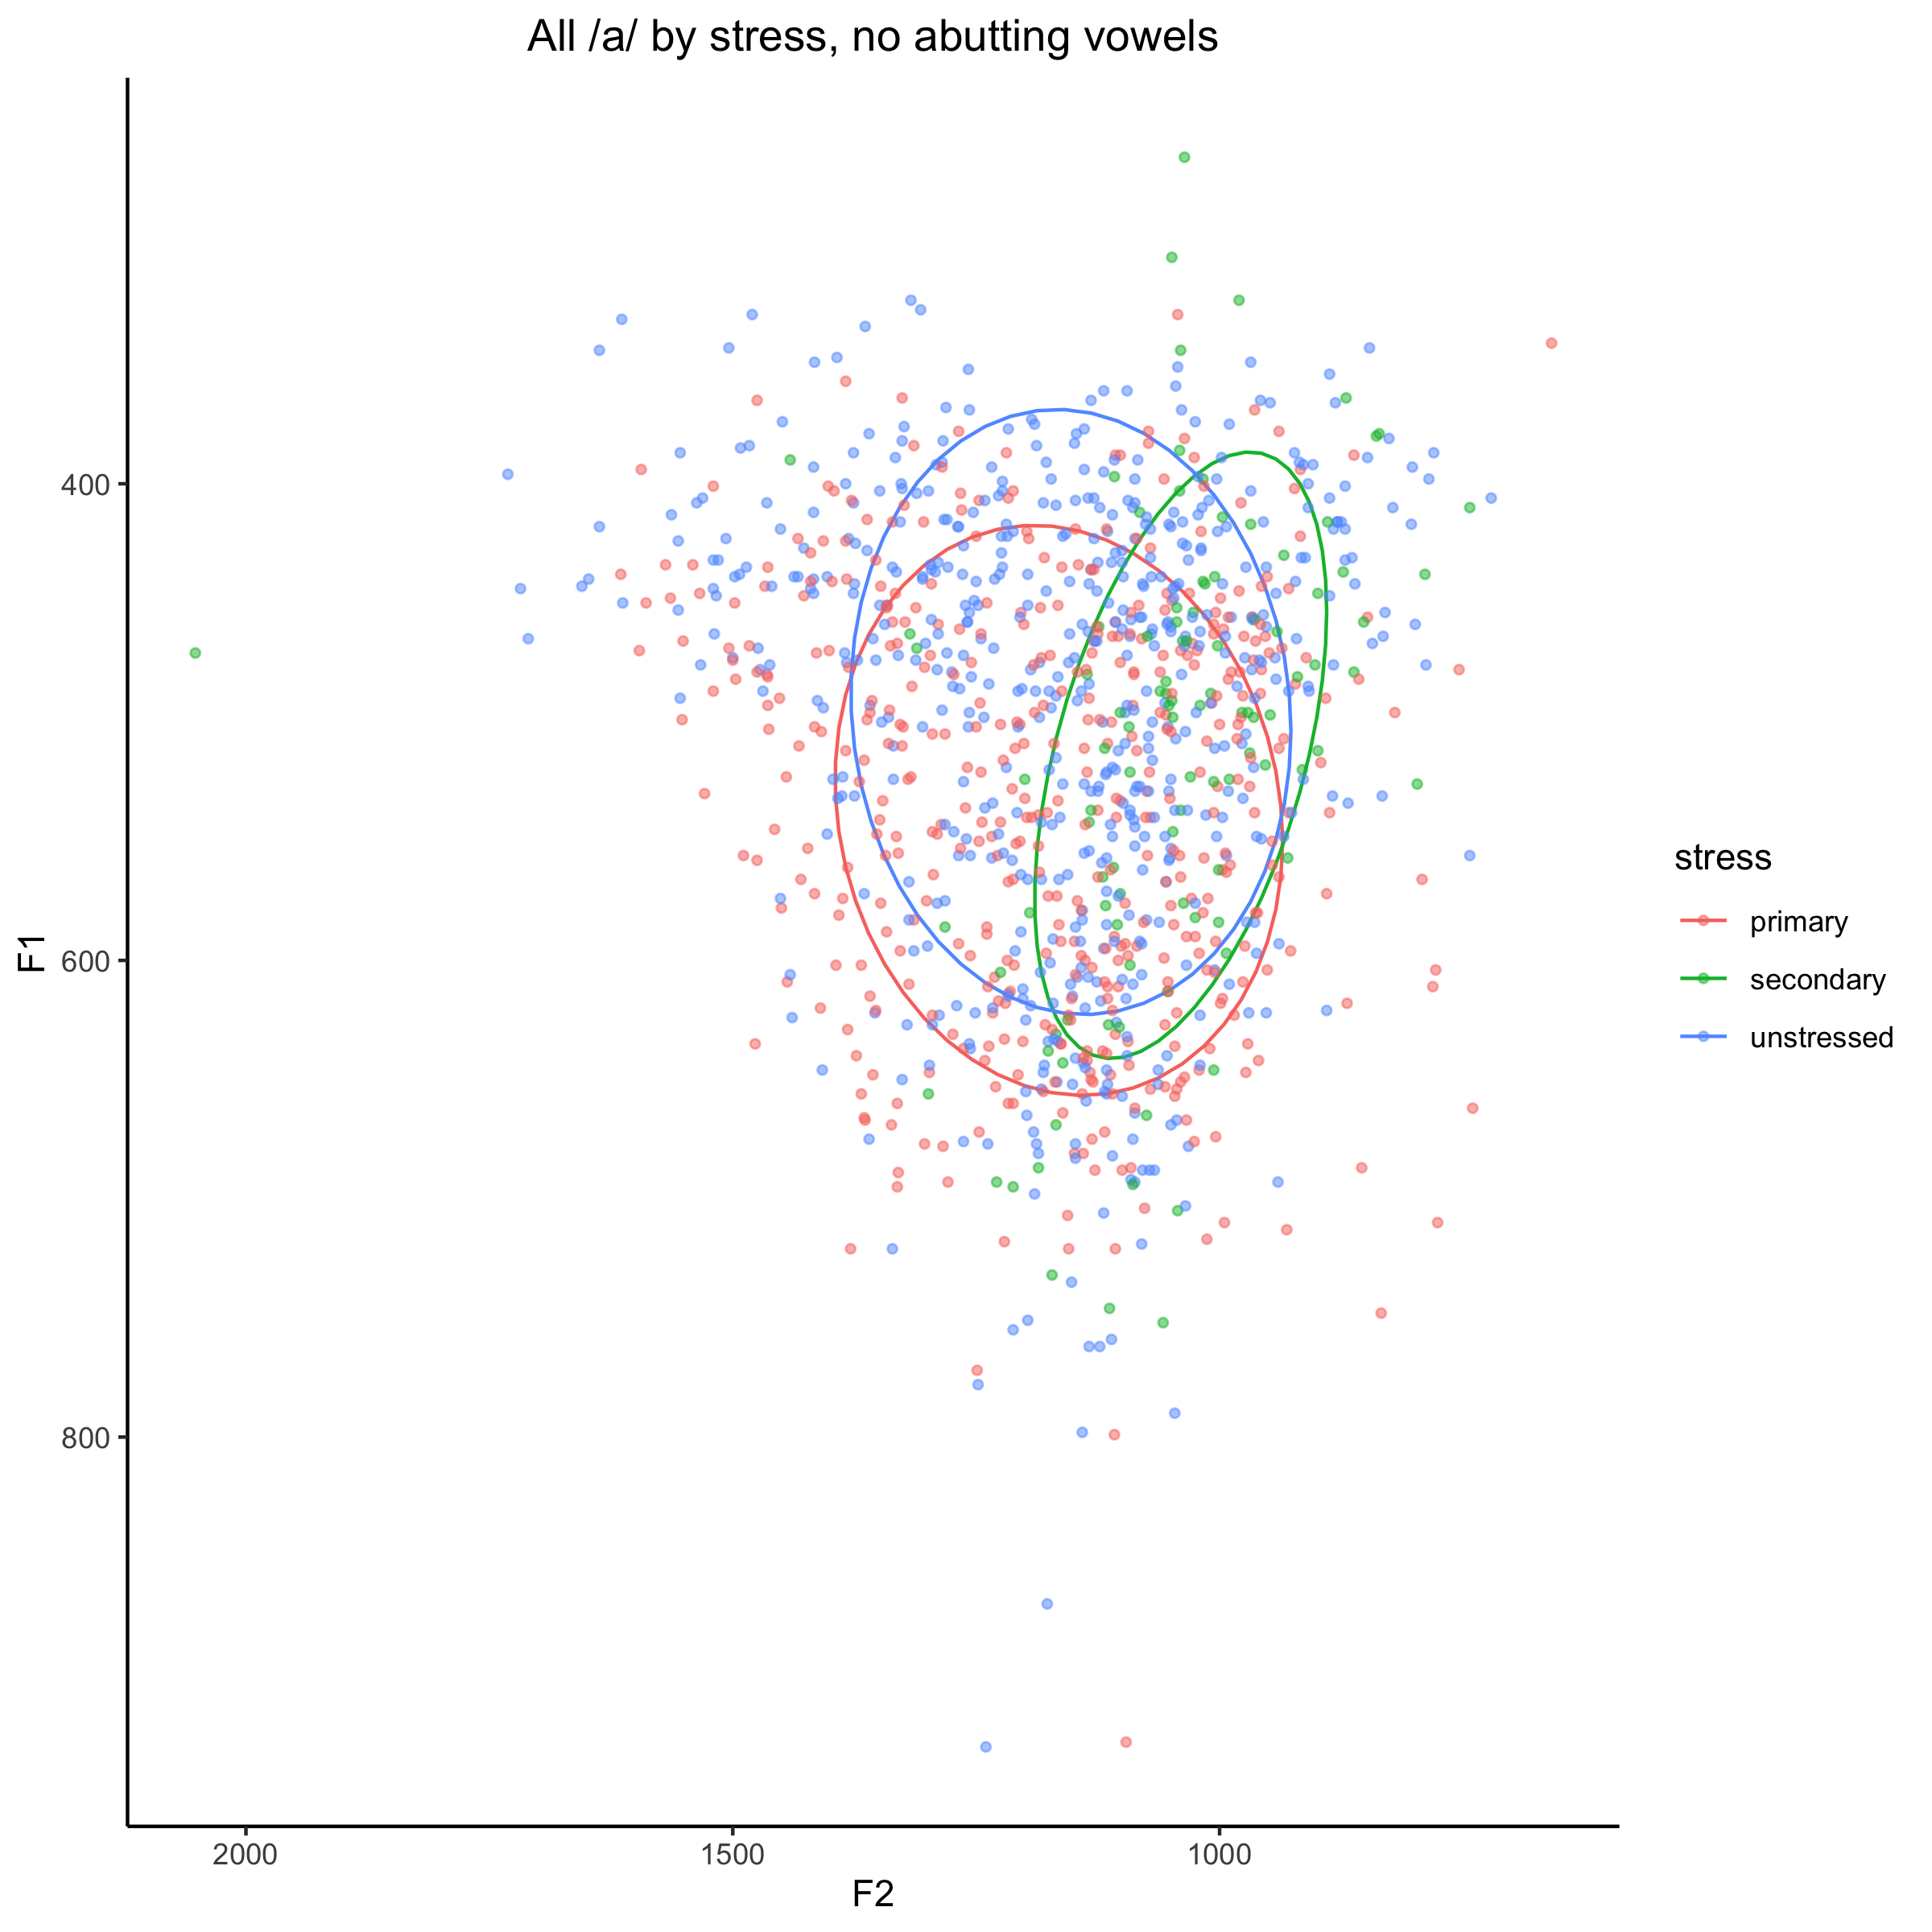 All /a/ by stress, no abutting vowels
F1
400
600
800
2000
1500
1000
F2
stress
primary
secondary
unstressed